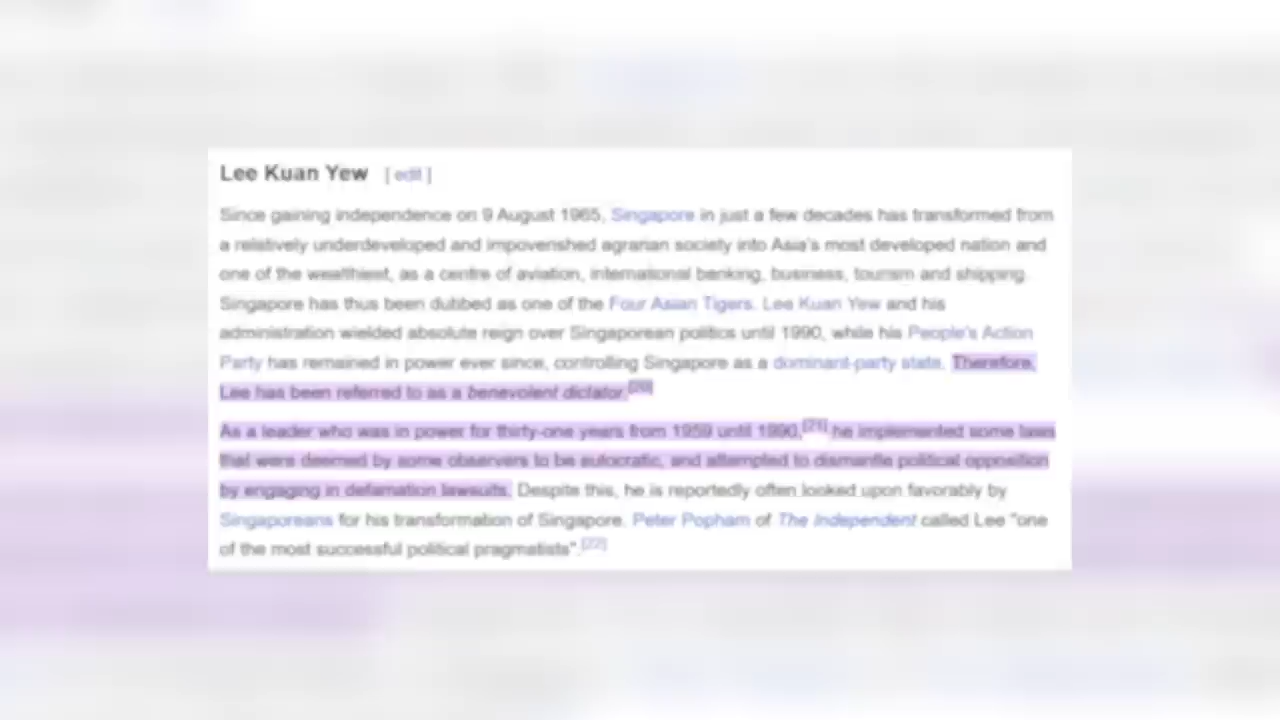 Lee Kuan Yew [ edit ]
Since gaining independence on 9 August 1965, Singapore in just a few decades has transformed from
a relatively underdeveloped and impoverished agrarian society into Asia's most developed nation and
one of the wealthiest, as a centre of aviation, international banking, business, tourism and shipping.
Singapore has thus been dubbed as one of the Four Asian Tigers. Lee Kuan Yew and his
administration wielded absolute reign over Singaporean politics until 1990, while his People's Action
Party has remained in power ever since, controlling Singapore as a dominant-party state. Therefore,
Lee has been referred to as a benevolent dictator.[20]
As a leader who was in power for thirty-one years from 1959 until 1990,[21] he implemented some laws
that were deemed by some observers to be autocratic, and attempted to dismantle political opposition
by engaging in defamation lawsuits. Despite this, he is reportedly often looked upon favorably by
Singaporeans for his transformation of Singapore. Peter Popham of The Independent called Lee "one
of the most successful political pragmatists".[22]